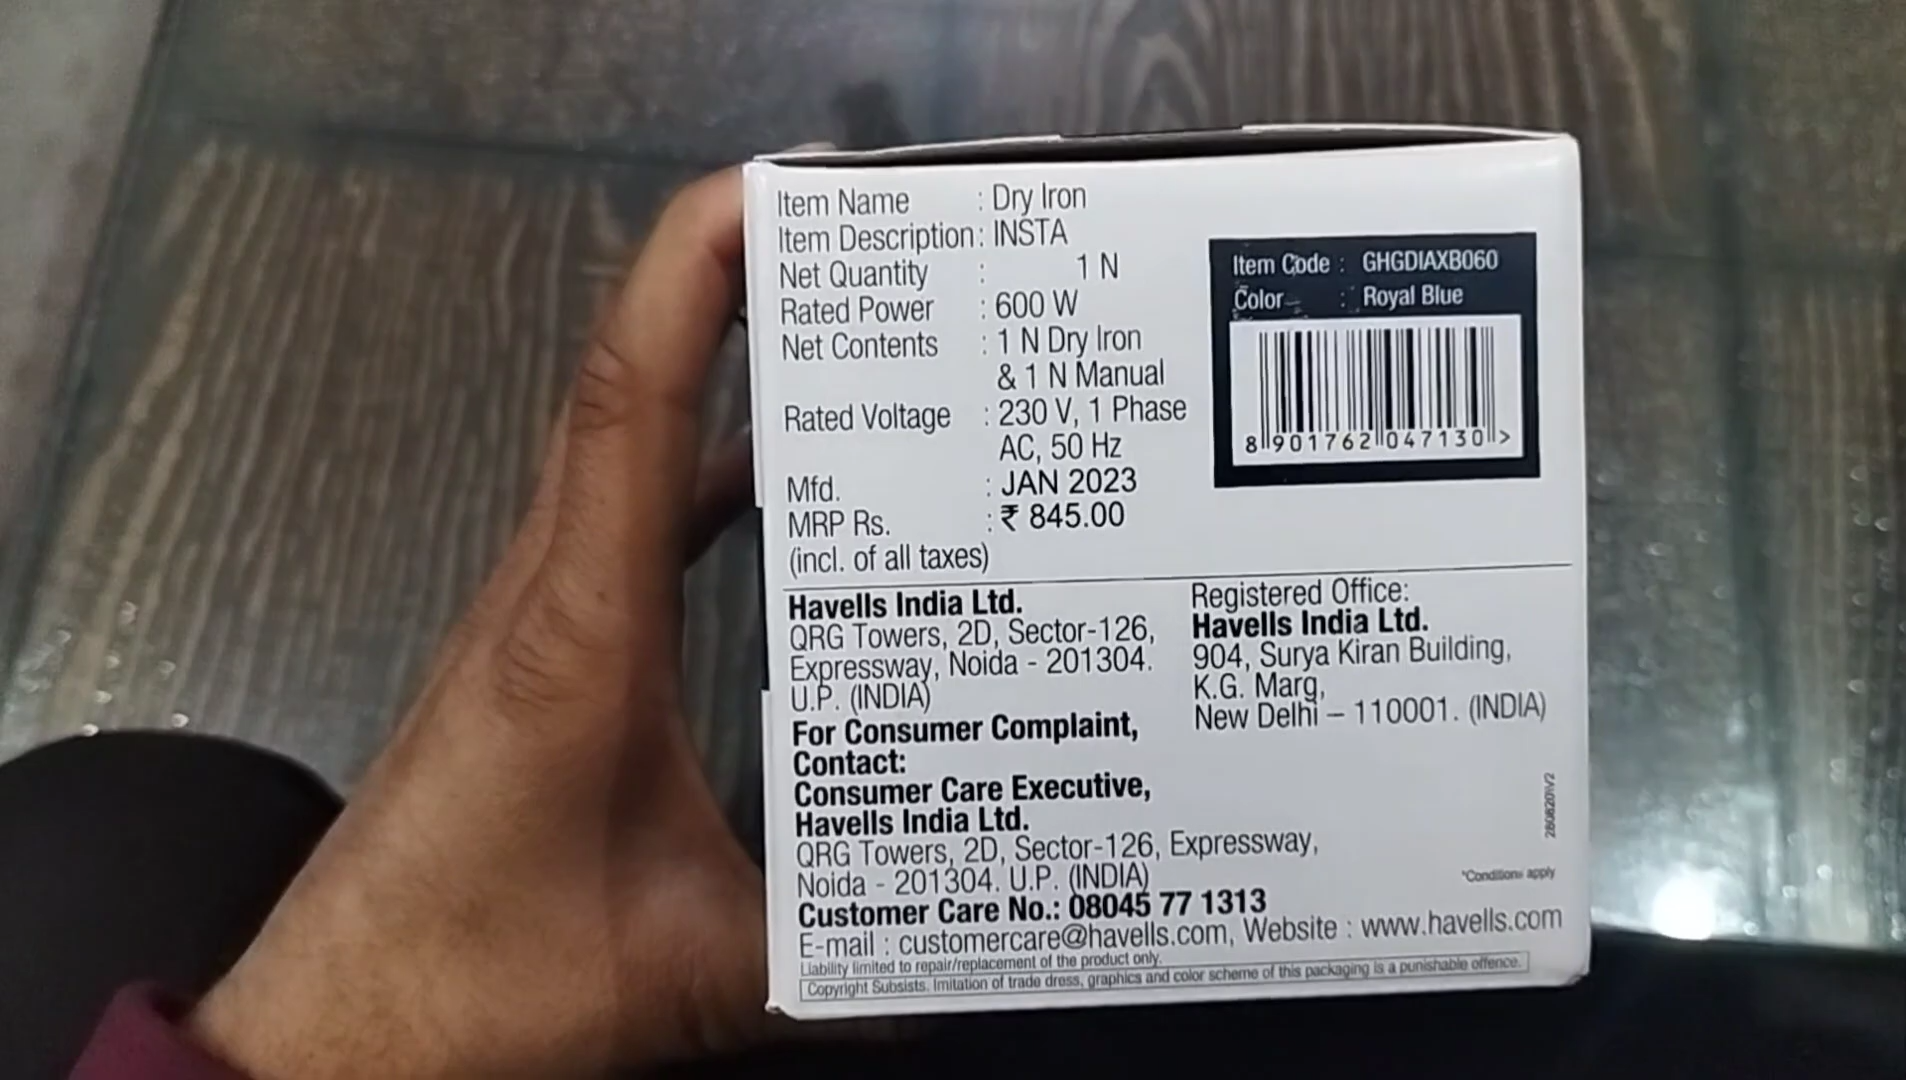 Item Name : Dry Iron
Item Description : INSTA
Net Quantity : 1 N
Rated Power : 600 W
Net Contents : 1 N Dry Iron
& 1 N Manual
Rated Voltage : 230 V, 1 Phase
AC, 50 Hz
Mfd. : JAN 2023
MRP Rs. : ₹ 845.00
(incl. of all taxes)
Item Code : GHGDIAXB060
Color : Royal Blue
8 901762 047130 >
Havells India Ltd.
QRG Towers, 2D, Sector-126,
Expressway, Noida - 201304.
U.P. (INDIA)
Registered Office:
Havells India Ltd.
904, Surya Kiran Building,
K.G. Marg,
New Delhi – 110001. (INDIA)
For Consumer Complaint,
Contact:
Consumer Care Executive,
Havells India Ltd.
QRG Towers, 2D, Sector-126, Expressway,
Noida - 201304. U.P. (INDIA)
Customer Care No.: 08045 77 1313
E-mail : customercare@havells.com, Website : www.havells.com
Liability limited to repair/replacement of the product only.
Copyright Subsists. Imitation of trade dress, graphics and color scheme of this packaging is a punishable offence.
*Conditions apply